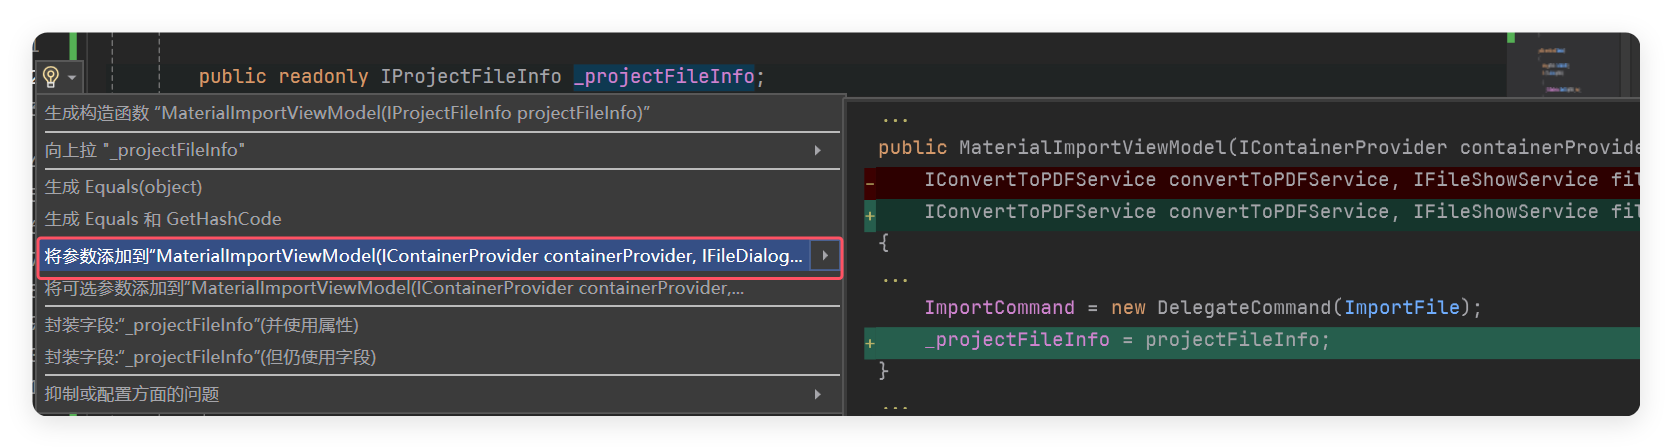 public readonly IProjectFileInfo _projectFileInfo;
生成构造函数 “MaterialImportViewModel(IProjectFileInfo projectFileInfo)”
向上拉 "_projectFileInfo"
生成 Equals(object)
生成 Equals 和 GetHashCode
将参数添加到“MaterialImportViewModel(IContainerProvider containerProvider, IFileDialog...
将可选参数添加到“MaterialImportViewModel(IContainerProvider containerProvider,...
封装字段:“_projectFileInfo”(并使用属性)
封装字段:“_projectFileInfo”(但仍使用字段)
抑制或配置方面的问题
...
public MaterialImportViewModel(IContainerProvider containerProvide
- IConvertToPDFService convertToPDFService, IFileShowService fil
+ IConvertToPDFService convertToPDFService, IFileShowService fil
{
...
ImportCommand = new DelegateCommand(ImportFile);
+ _projectFileInfo = projectFileInfo;
}
...